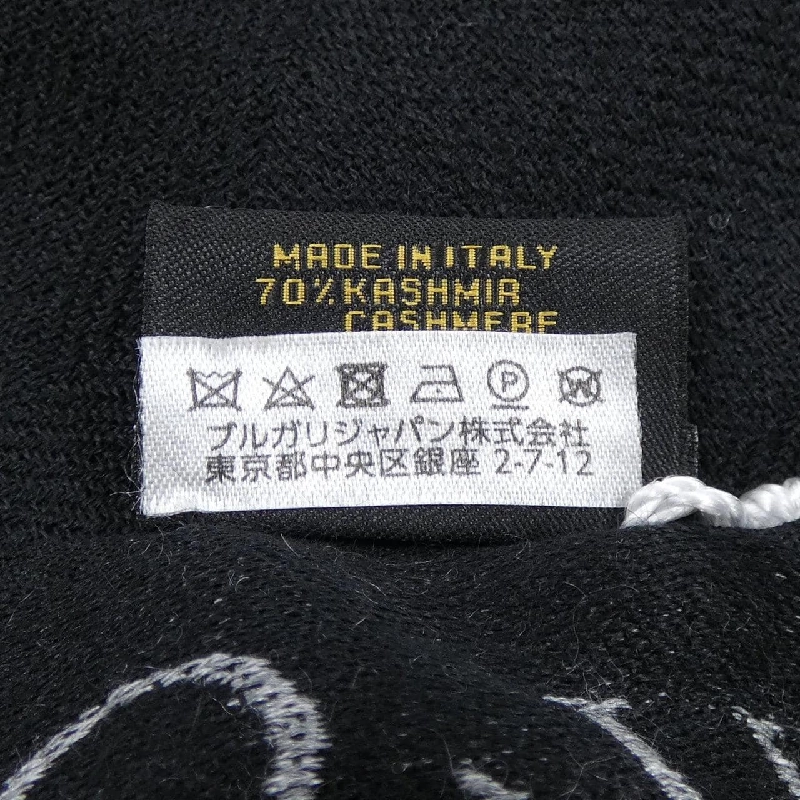 MADE IN ITALY
70% KASHMIR
CASHMERE
P
W
ブルガリジャパン株式会社
東京都中央区銀座 2-7-12